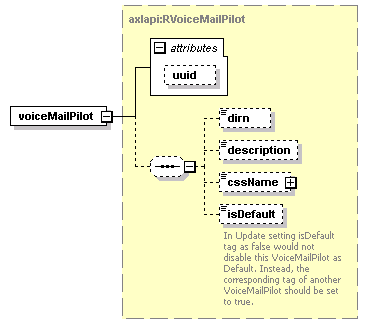 axlapi:RVoiceMailPilot
attributes
uuid
voiceMailPilot
dirn
description
cssName
isDefault
In Update setting isDefault
tag as false would not
disable this VoiceMailPilot as
Default. Instead, the
corresponding tag of another
VoiceMailPilot should be set
to true.